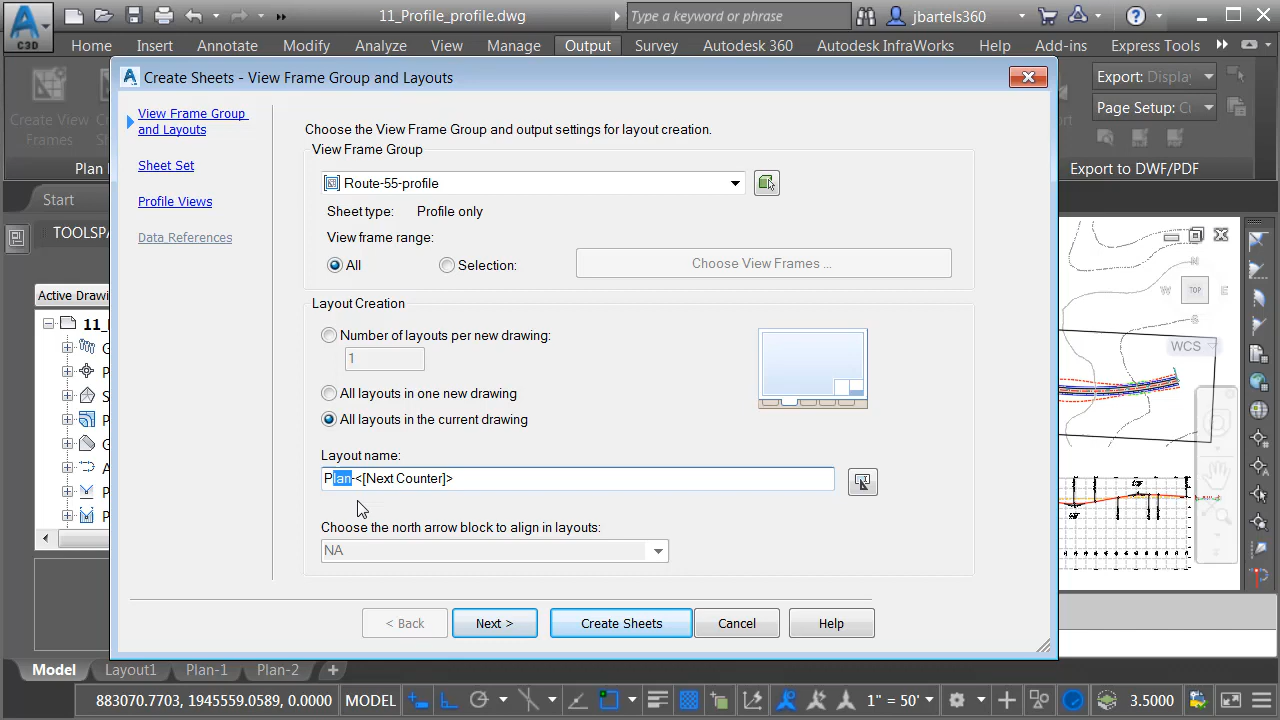 11_Profile_profile.dwg
Type a keyword or phrase
jbartels360
C3D
Home Insert Annotate Modify Analyze View Manage Output Survey Autodesk 360 Autodesk InfraWorks Help Add-ins Express Tools
Create Sheets - View Frame Group and Layouts
Export: Display
Page Setup:
Create View
Frames
Export to DWF/PDF
View Frame Group
and Layouts
Sheet Set
Profile Views
Data References
Start
Choose the View Frame Group and output settings for layout creation.
View Frame Group
Route-55-profile
Sheet type: Profile only
View frame range:
All
Selection:
Choose View Frames ...
Layout Creation
Number of layouts per new drawing:
1
All layouts in one new drawing
All layouts in the current drawing
Layout name:
Plan-<[Next Counter]>
Choose the north arrow block to align in layouts:
NA
< Back Next > Create Sheets Cancel Help
TOOLSPA
Active Drawi
11_
N
W TOP E
S
WCS
Model Layout1 Plan-1 Plan-2 +
883070.7703, 1945559.0589, 0.0000 MODEL 1" = 50' 3.5000